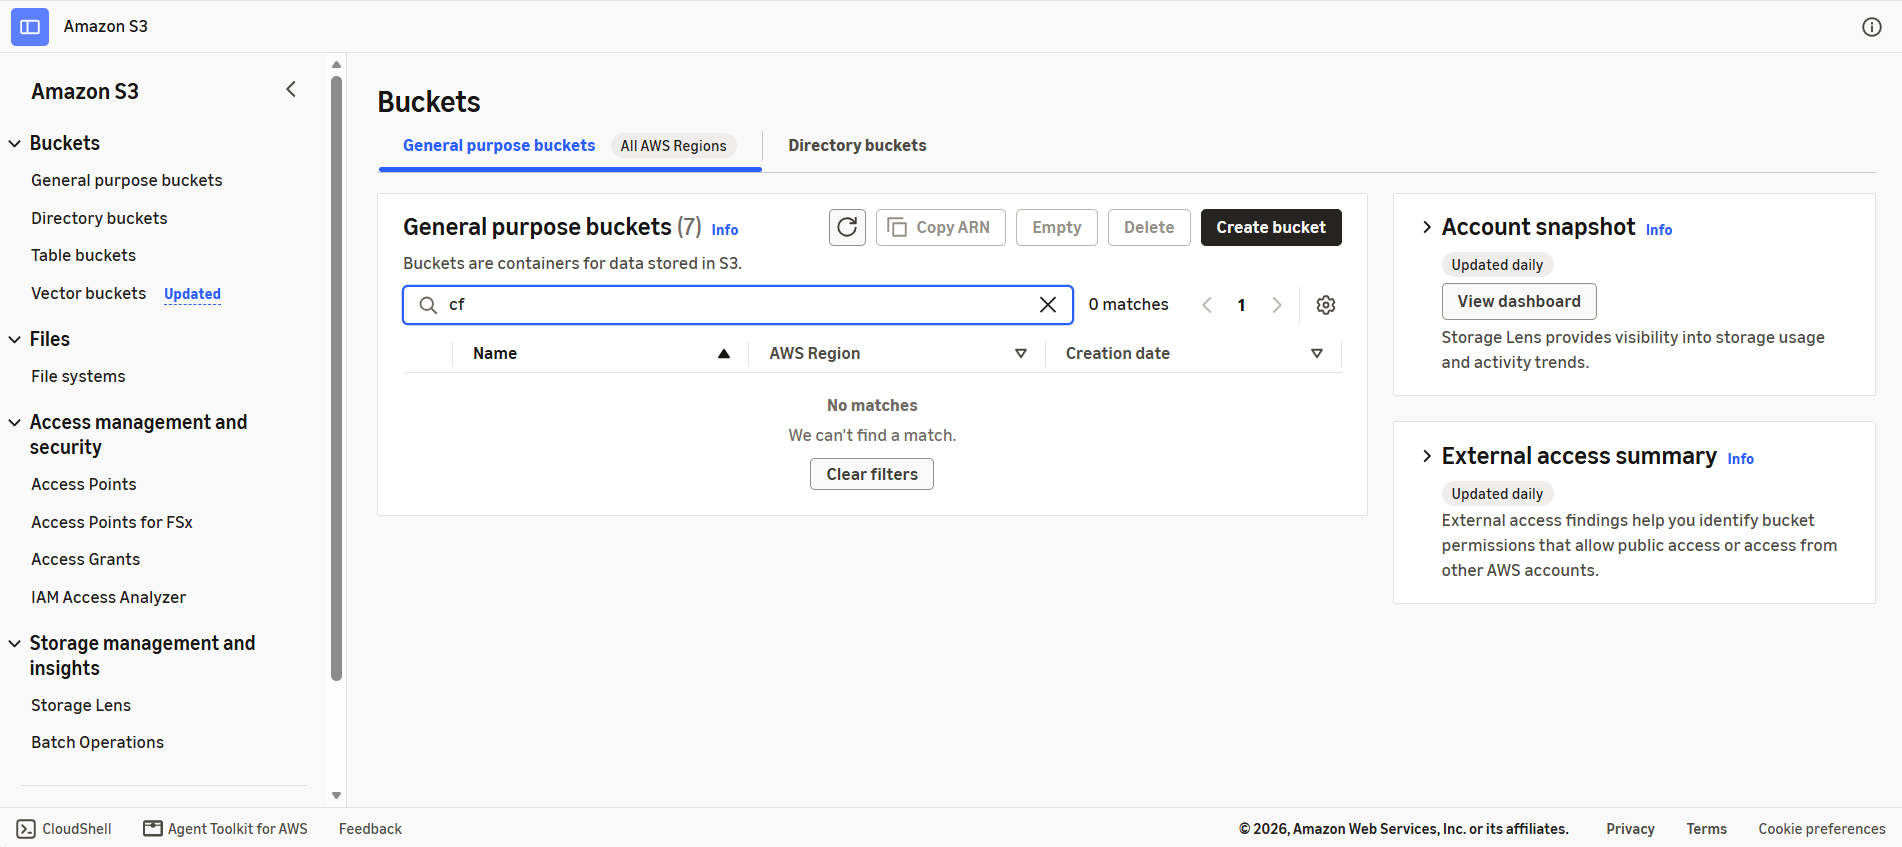 Amazon S3
Amazon S3
Buckets
General purpose buckets
Directory buckets
Table buckets
Vector buckets Updated
Files
File systems
Access management and
security
Access Points
Access Points for FSx
Access Grants
IAM Access Analyzer
Storage management and
insights
Storage Lens
Batch Operations
Buckets
General purpose buckets All AWS Regions Directory buckets
General purpose buckets (7) Info Copy ARN Empty Delete Create bucket
Buckets are containers for data stored in S3.
cf 0 matches 1
Name AWS Region Creation date
No matches
We can't find a match.
Clear filters
Account snapshot Info
Updated daily
View dashboard
Storage Lens provides visibility into storage usage
and activity trends.
External access summary Info
Updated daily
External access findings help you identify bucket
permissions that allow public access or access from
other AWS accounts.
CloudShell Agent Toolkit for AWS Feedback © 2026, Amazon Web Services, Inc. or its affiliates. Privacy Terms Cookie preferences